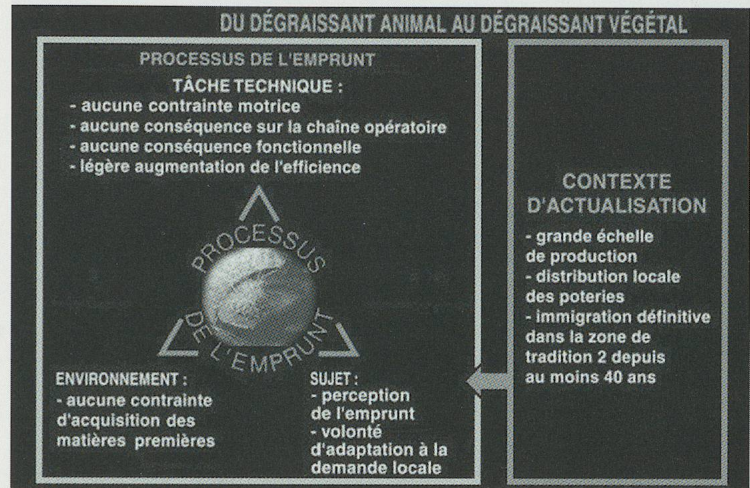 DU DÉGRAISSANT ANIMAL AU DÉGRAISSANT VÉGÉTAL
PROCESSUS DE L'EMPRUNT
TÂCHE TECHNIQUE :
- aucune contrainte motrice
- aucune conséquence sur la chaîne opératoire
- aucune conséquence fonctionnelle
- légère augmentation de l'efficience
PROCESSUS
DE L'EMPRUNT
ENVIRONNEMENT :
- aucune contrainte
d'acquisition des
matières premières
SUJET :
- perception
de l'emprunt
- volonté
d'adaptation à la
demande locale
CONTEXTE
D'ACTUALISATION
- grande échelle
de production
- distribution locale
des poteries
- immigration définitive
dans la zone de
tradition 2 depuis
au moins 40 ans